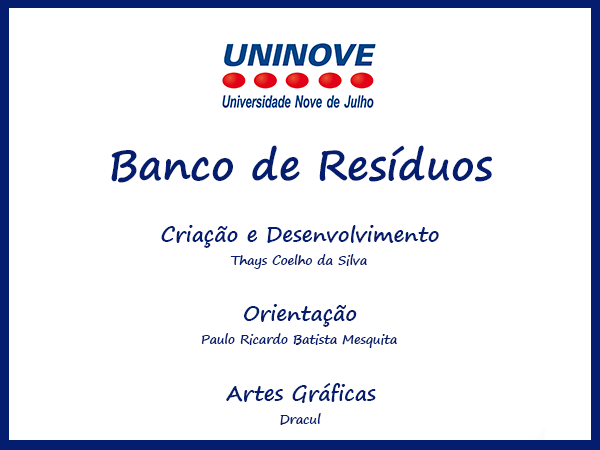 UNINOVE
Universidade Nove de Julho
Banco de Resíduos
Criação e Desenvolvimento
Thays Coelho da Silva
Orientação
Paulo Ricardo Batista Mesquita
Artes Gráficas
Dracul